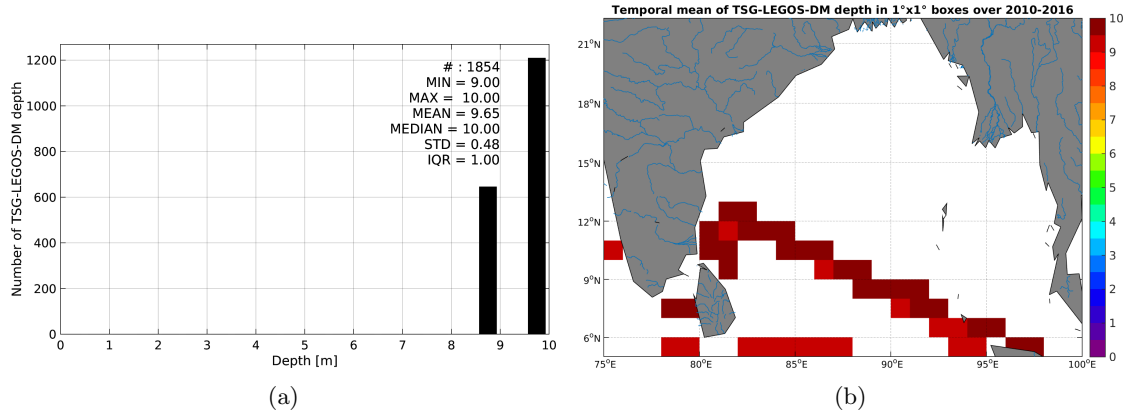 Temporal mean of TSG-LEGOS-DM depth in 1°x1° boxes over 2010-2016
Number of TSG-LEGOS-DM depth
1200
1000
800
600
400
200
0
# : 1854
MIN = 9.00
MAX = 10.00
MEAN = 9.65
MEDIAN = 10.00
STD = 0.48
IQR = 1.00
0 1 2 3 4 5 6 7 8 9 10
Depth [m]
(a)
21°N
18°N
15°N
12°N
9°N
6°N
75°E 80°E 85°E 90°E 95°E 100°E
10
9
8
7
6
5
4
3
2
1
0
(b)